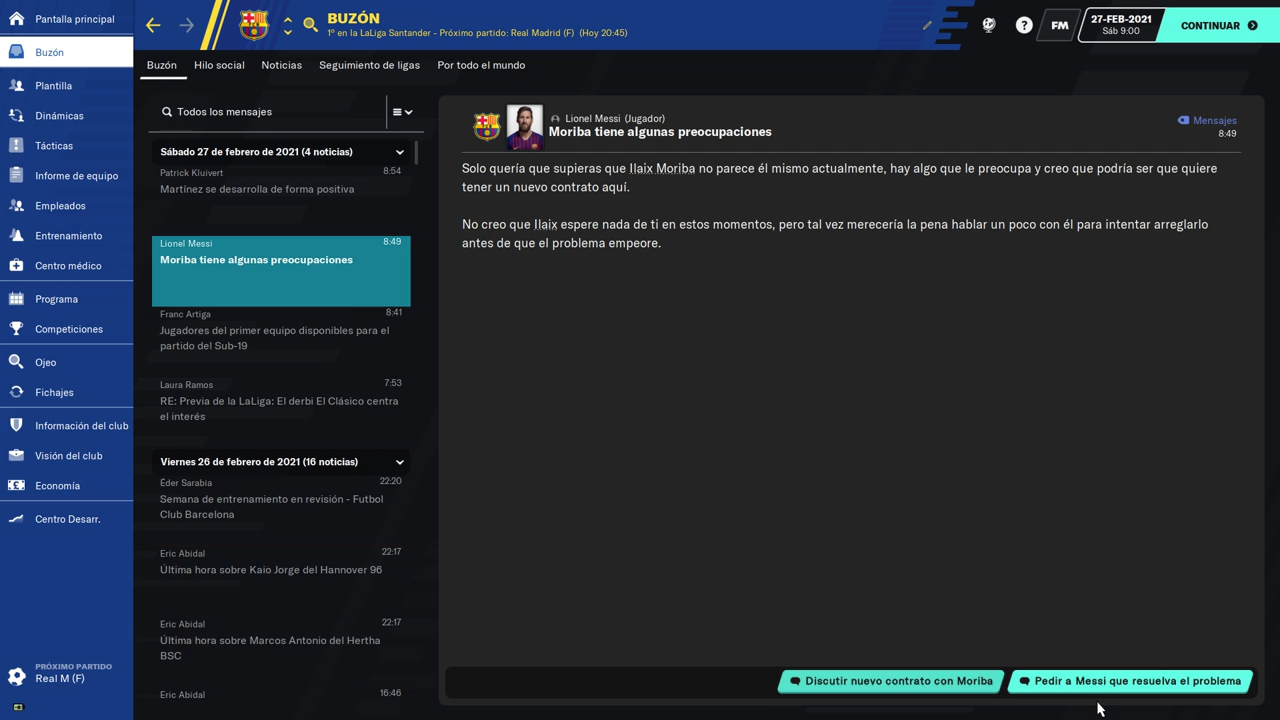 Pantalla principal
Buzón
Plantilla
Dinámicas
Tácticas
Informe de equipo
Empleados
Entrenamiento
Centro médico
Programa
Competiciones
Ojeo
Fichajes
Información del club
Visión del club
Economía
Centro Desarr.
PRÓXIMO PARTIDO
Real M (F)
BUZÓN
1º en la LaLiga Santander - Próximo partido: Real Madrid (F) (Hoy 20:45)
FM
27-FEB-2021
Sáb 9:00
CONTINUAR
Buzón Hilo social Noticias Seguimiento de ligas Por todo el mundo
Todos los mensajes
Sábado 27 de febrero de 2021 (4 noticias)
Patrick Kluivert 8:54
Martínez se desarrolla de forma positiva
Lionel Messi 8:49
Moriba tiene algunas preocupaciones
Franc Artiga 8:41
Jugadores del primer equipo disponibles para el
partido del Sub-19
Laura Ramos 7:53
RE: Previa de la LaLiga: El derbi El Clásico centra
el interés
Viernes 26 de febrero de 2021 (16 noticias)
Éder Sarabia 22:20
Semana de entrenamiento en revisión - Futbol
Club Barcelona
Eric Abidal 22:17
Última hora sobre Kaio Jorge del Hannover 96
Eric Abidal 22:17
Última hora sobre Marcos Antonio del Hertha
BSC
Eric Abidal 16:46
Lionel Messi (Jugador)
Moriba tiene algunas preocupaciones
Mensajes
8:49
Solo quería que supieras que Ilaix Moriba no parece él mismo actualmente, hay algo que le preocupa y creo que podría ser que quiere
tener un nuevo contrato aquí.
No creo que Ilaix espere nada de ti en estos momentos, pero tal vez merecería la pena hablar un poco con él para intentar arreglarlo
antes de que el problema empeore.
Discutir nuevo contrato con Moriba
Pedir a Messi que resuelva el problema